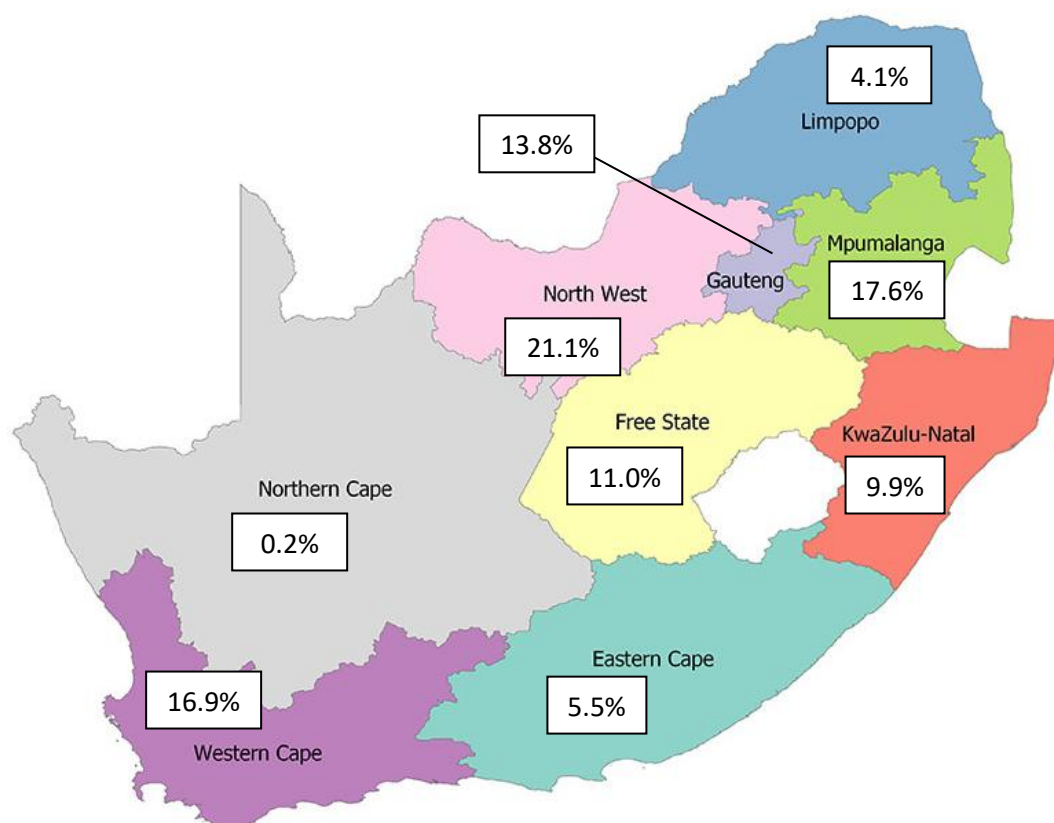 4.1%
Limpopo
13.8%
Mpumalanga
17.6%
Gauteng
North West
21.1%
Free State
11.0%
KwaZulu-Natal
9.9%
Northern Cape
0.2%
Eastern Cape
5.5%
16.9%
Western Cape